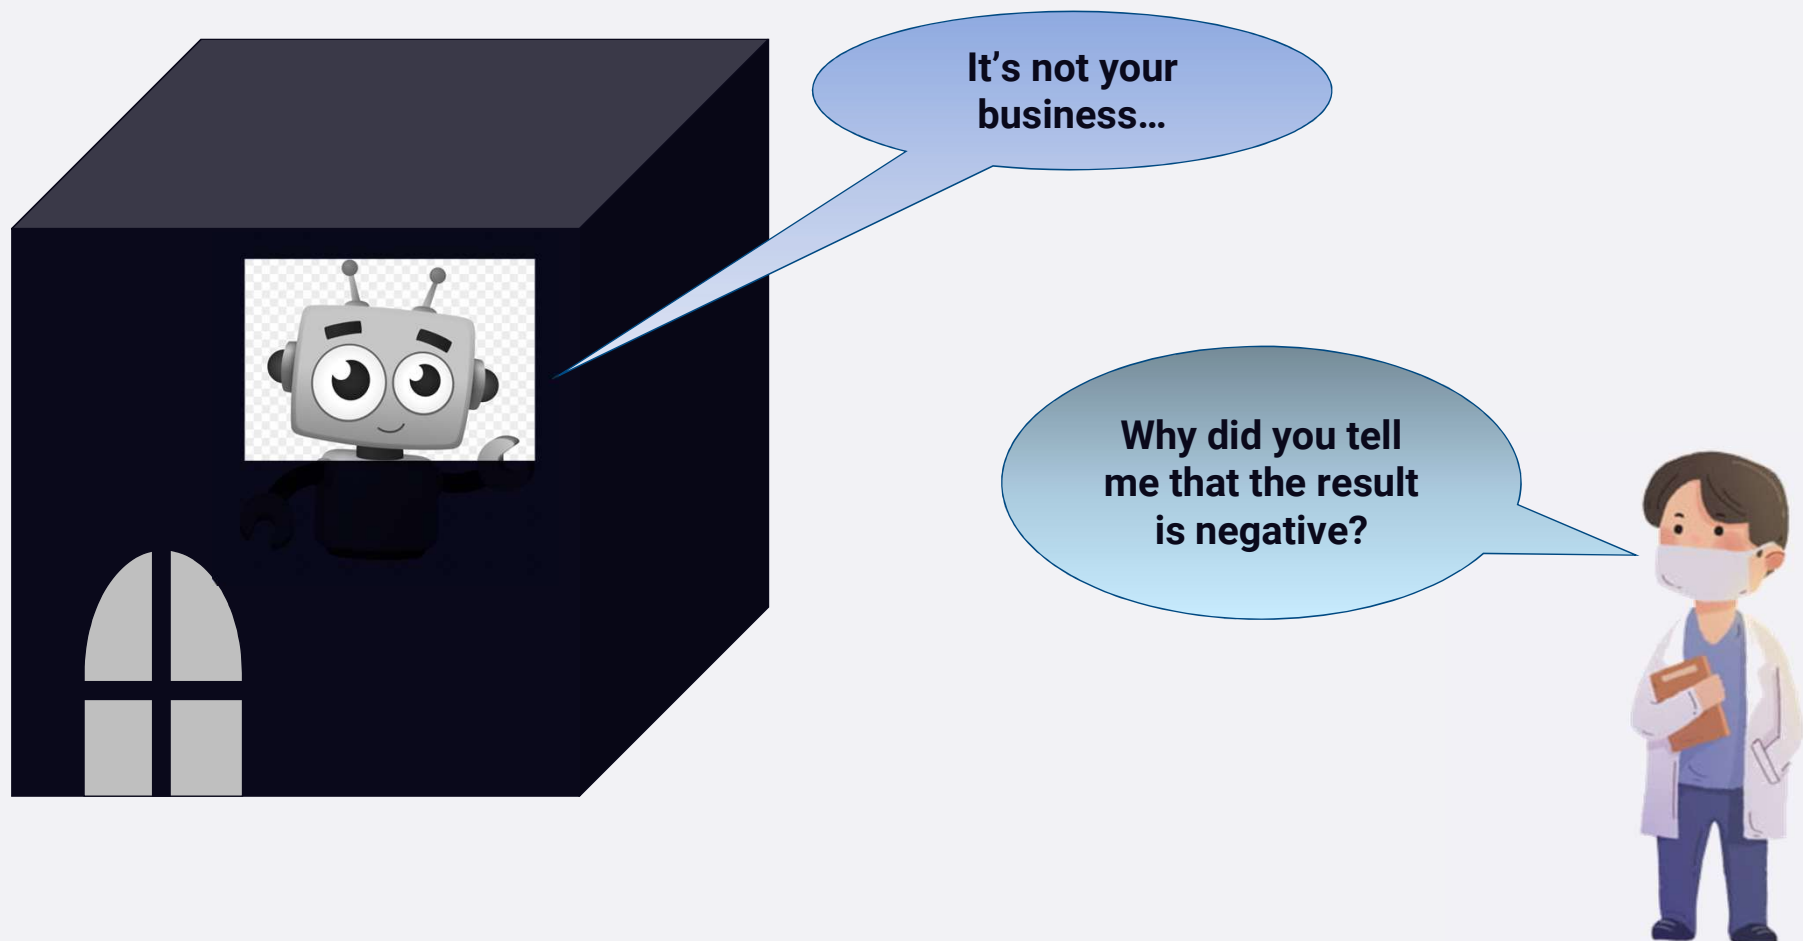 It’s not your
business…
Why did you tell
me that the result
is negative?